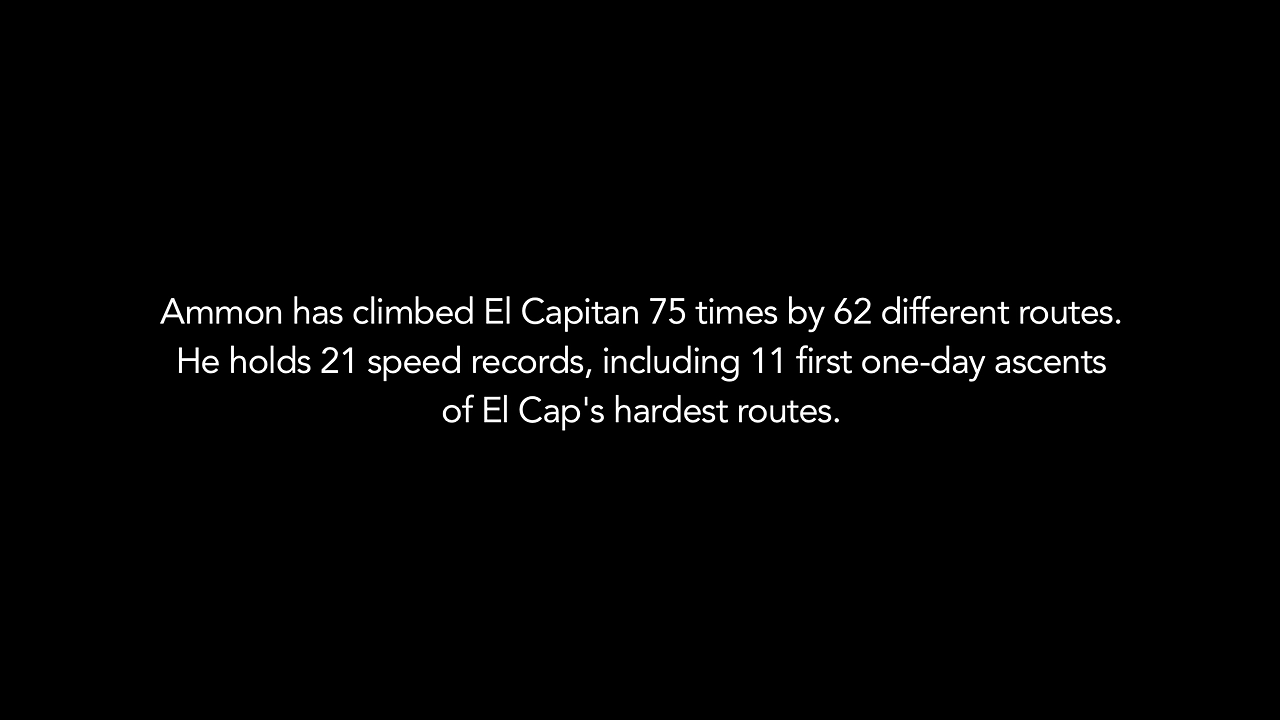 Ammon has climbed El Capitan 75 times by 62 different routes.
He holds 21 speed records, including 11 first one-day ascents
of El Cap's hardest routes.